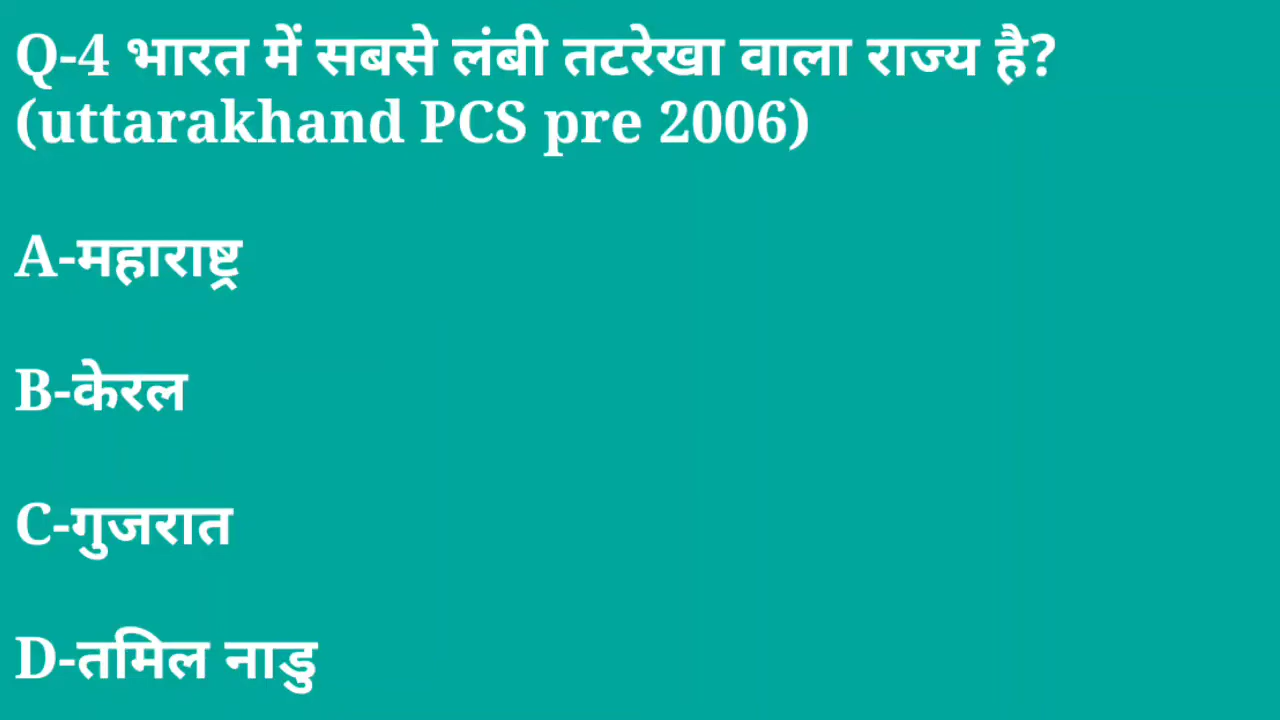 Q-4 भारत में सबसे लंबी तटरेखा वाला राज्य है?
(uttarakhand PCS pre 2006)
A-महाराष्ट्र
B-केरल
C-गुजरात
D-तमिल नाडु